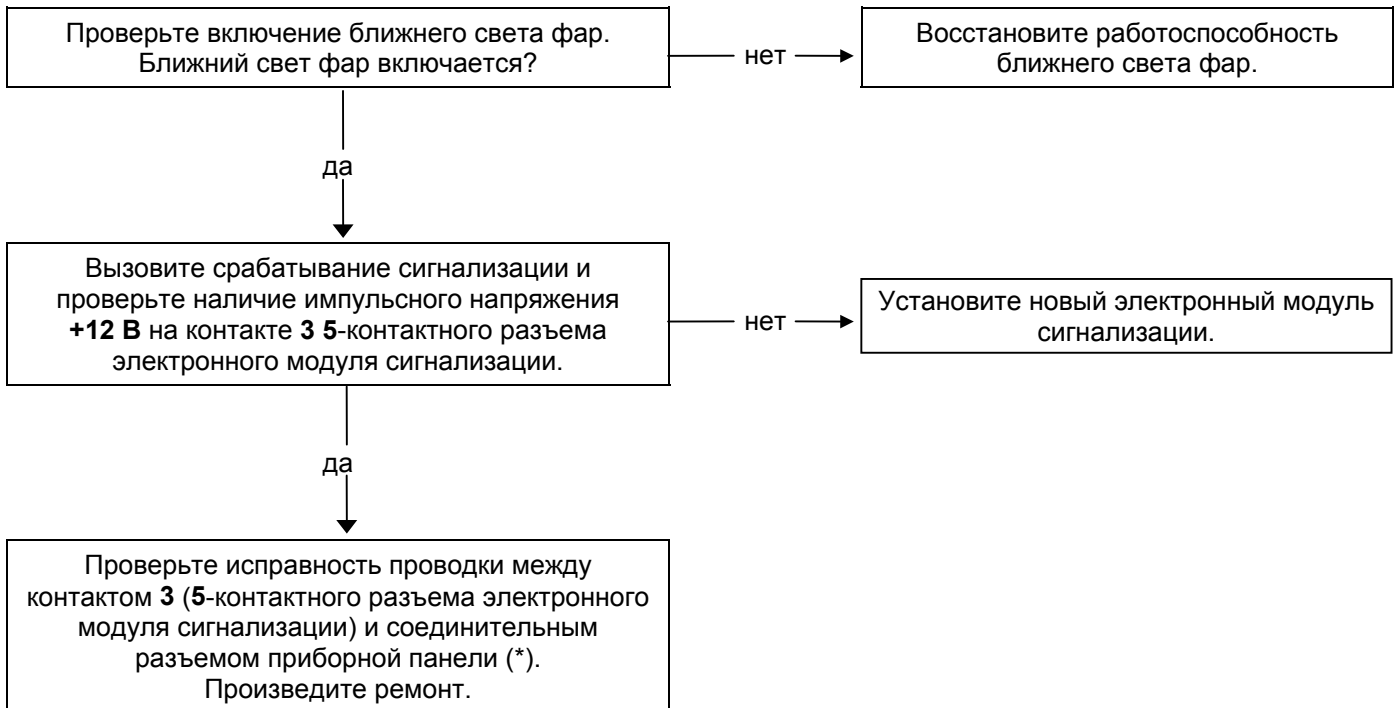 Проверьте включение ближнего света фар.
Ближний свет фар включается?
нет
Восстановите работоспособность
ближнего света фар.
да
Вызовите срабатывание сигнализации и
проверьте наличие импульсного напряжения
+12 В на контакте 3 5-контактного разъема
электронного модуля сигнализации.
нет
Установите новый электронный модуль
сигнализации.
да
Проверьте исправность проводки между
контактом 3 (5-контактного разъема электронного
модуля сигнализации) и соединительным
разъемом приборной панели (*).
Произведите ремонт.